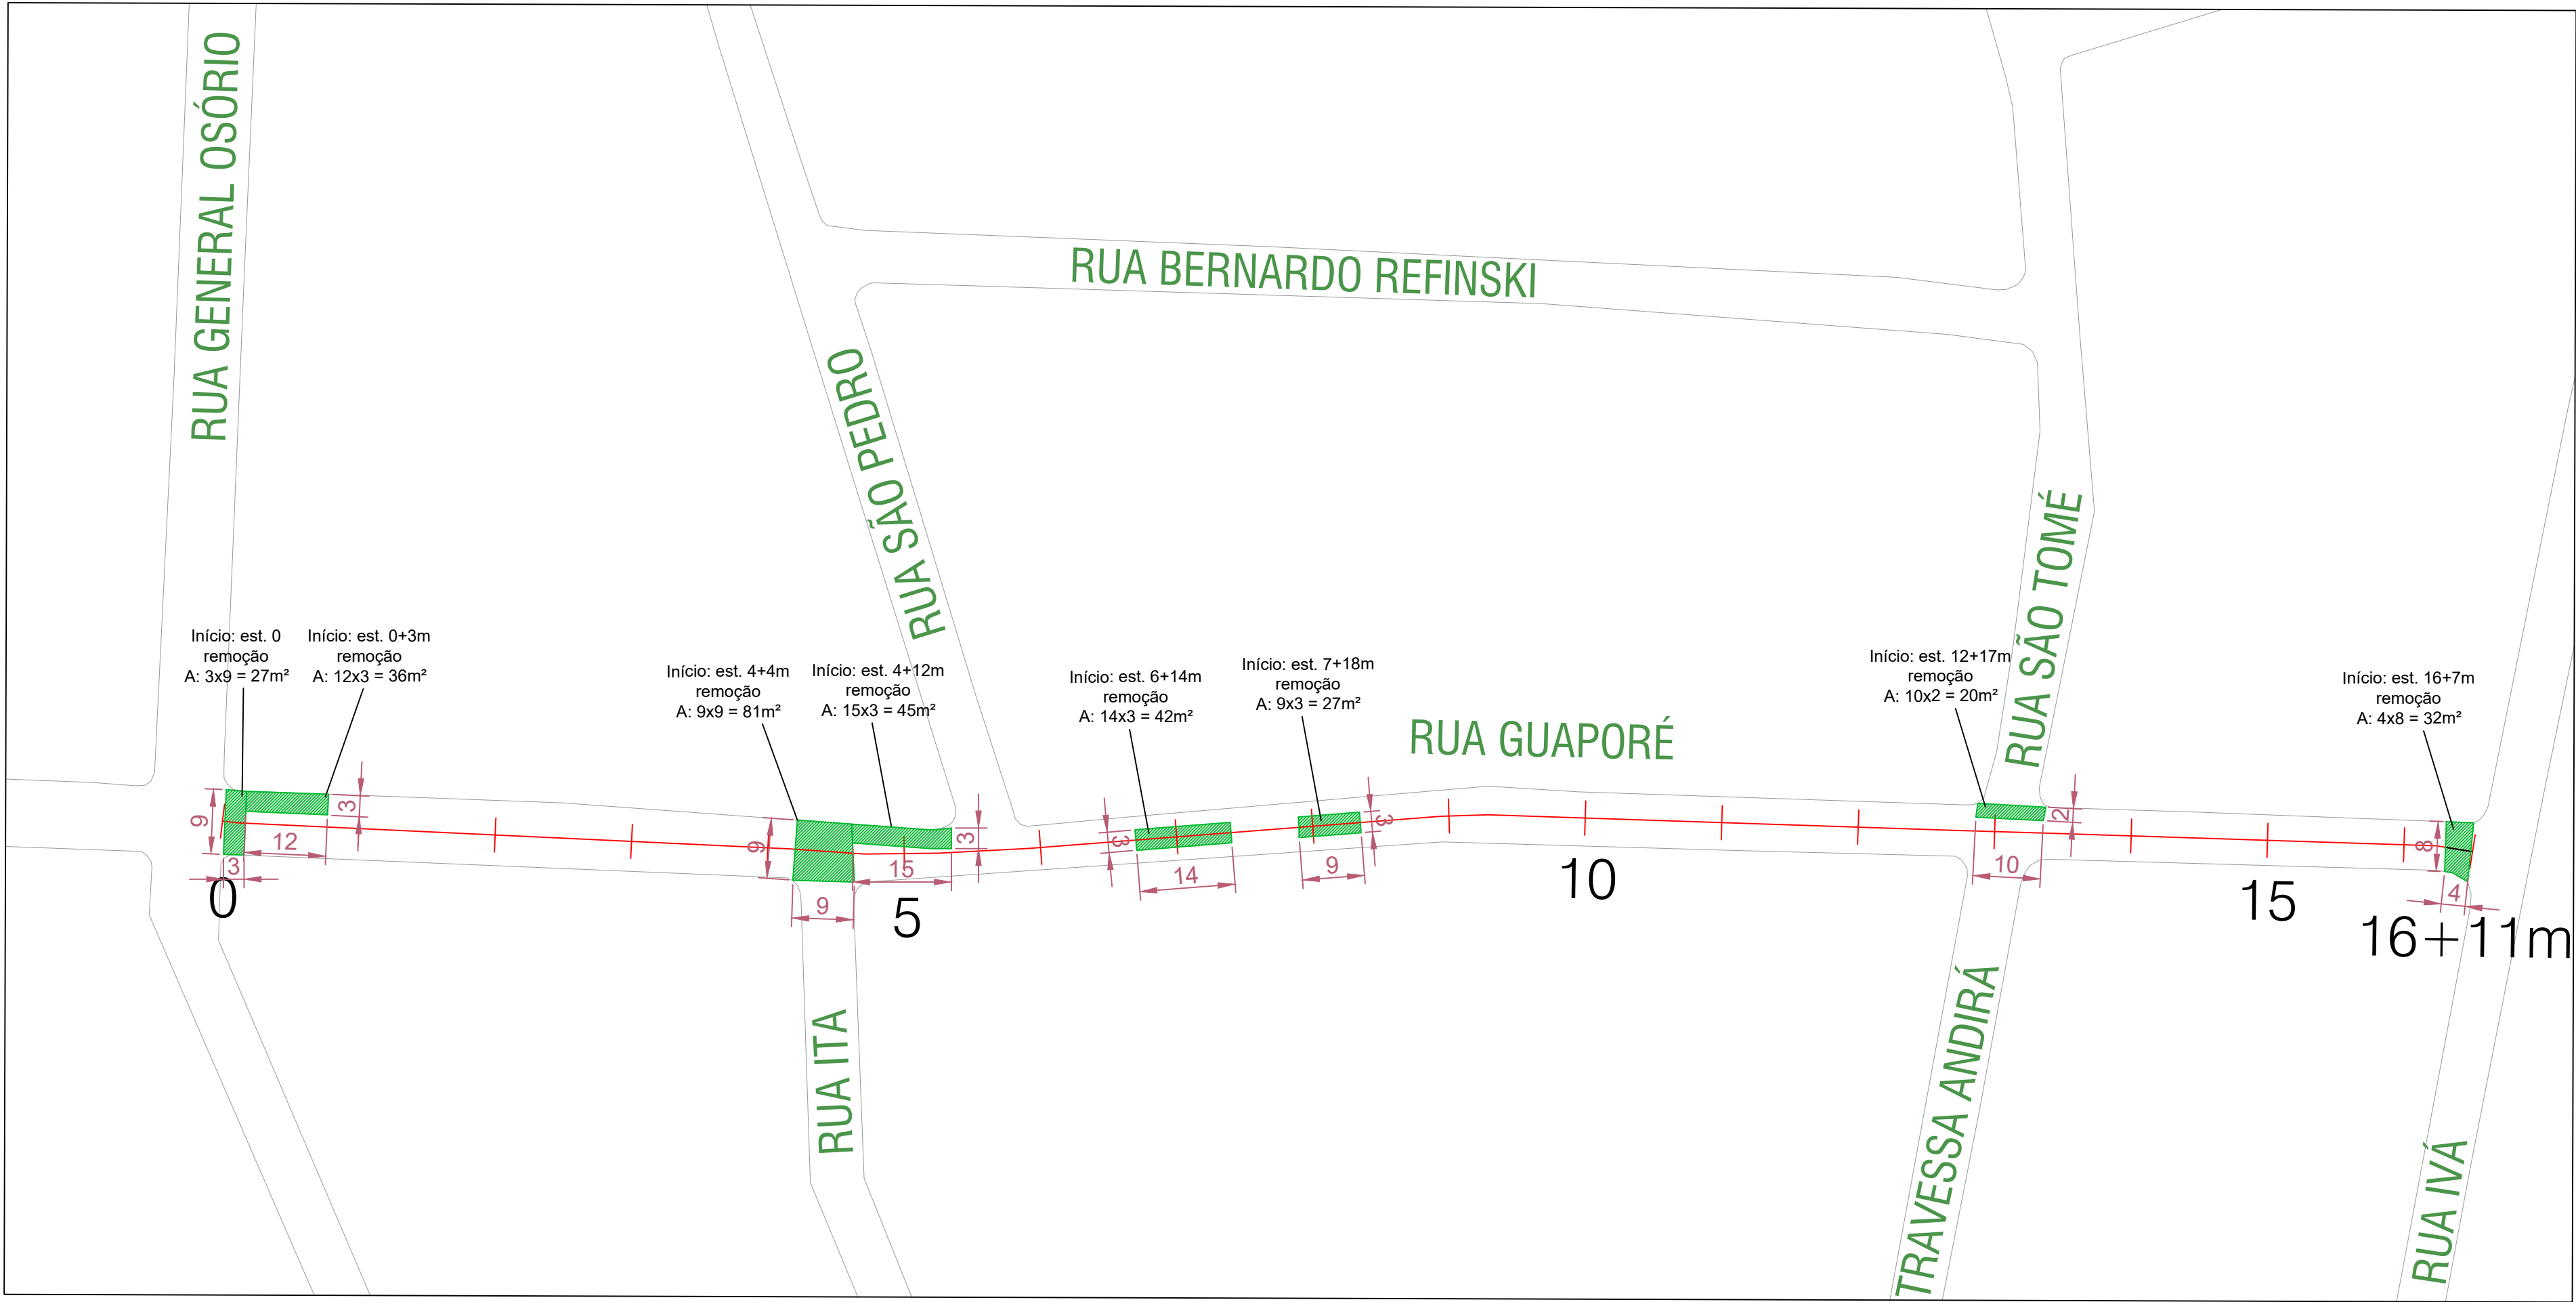 RUA GENERAL OSÓRIO
RUA BERNARDO REFINSKI
RUA SÃO PEDRO
RUA SÃO TOMÉ
Início: est. 0
remoção
A: 3x9 = 27m²
Início: est. 0+3m
remoção
A: 12x3 = 36m²
Início: est. 4+4m
remoção
A: 9x9 = 81m²
Início: est. 4+12m
remoção
A: 15x3 = 45m²
Início: est. 6+14m
remoção
A: 14x3 = 42m²
Início: est. 7+18m
remoção
A: 9x3 = 27m²
RUA GUAPORÉ
Início: est. 12+17m
remoção
A: 10x2 = 20m²
Início: est. 16+7m
remoção
A: 4x8 = 32m²
9
3
12
3
9
9
15
3
3
14
9
3
10
2
8
4
0
5
10
15
16+11m
RUA ITA
TRAVESSA ANDIRÁ
RUA IVÁ